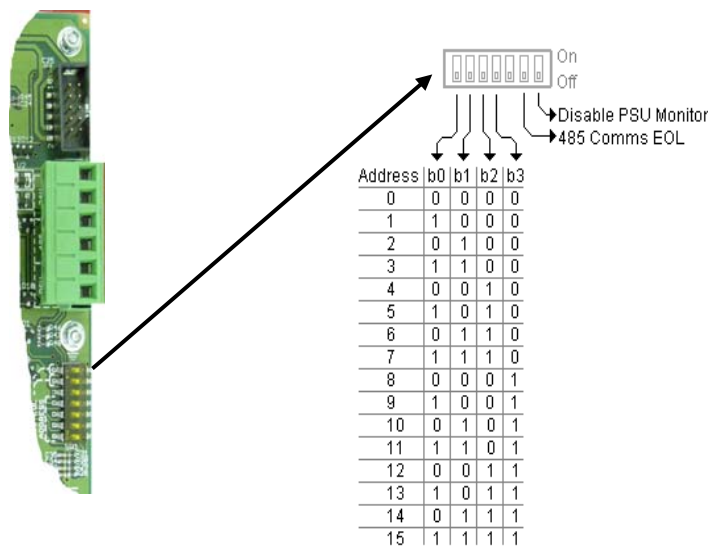 On
Off
Disable PSU Monitor
485 Comms EOL
Address b0 b1 b2 b3
0 0 0 0 0
1 1 0 0 0
2 0 1 0 0
3 1 1 0 0
4 0 0 1 0
5 1 0 1 0
6 0 1 1 0
7 1 1 1 0
8 0 0 0 1
9 1 0 0 1
10 0 1 0 1
11 1 1 0 1
12 0 0 1 1
13 1 0 1 1
14 0 1 1 1
15 1 1 1 1